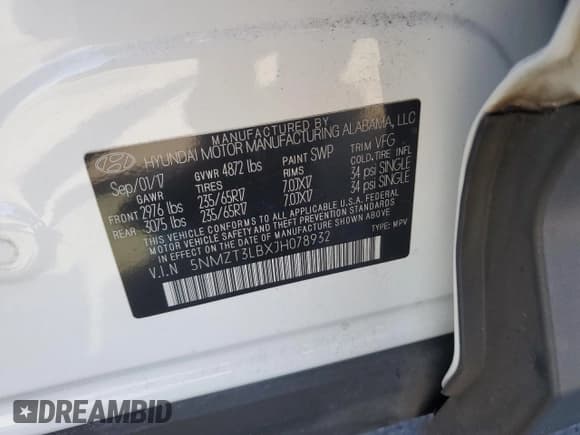 MANUFACTURED BY
HYUNDAI MOTOR MANUFACTURING ALABAMA, LLC
Sep/01/17 GVWR 4872 lbs PAINT SWP TRIM VFG
GAWR TIRES RIMS COLD.TIRE INFL
FRONT 2976 lbs 235/65R17 7.0JX17 34 psi SINGLE
REAR 3075 lbs 235/65R17 7.0JX17 34 psi SINGLE
THIS VEHICLE CONFORMS TO ALL APPLICABLE U.S.A. FEDERAL
MOTOR VEHICLE SAFETY AND THEFT PREVENTION STANDARDS
IN EFFECT ON THE DATE OF MANUFACTURE SHOWN ABOVE.
V.I.N 5NMZT3LBXJH078932 TYPE: MPV
DREAMBID